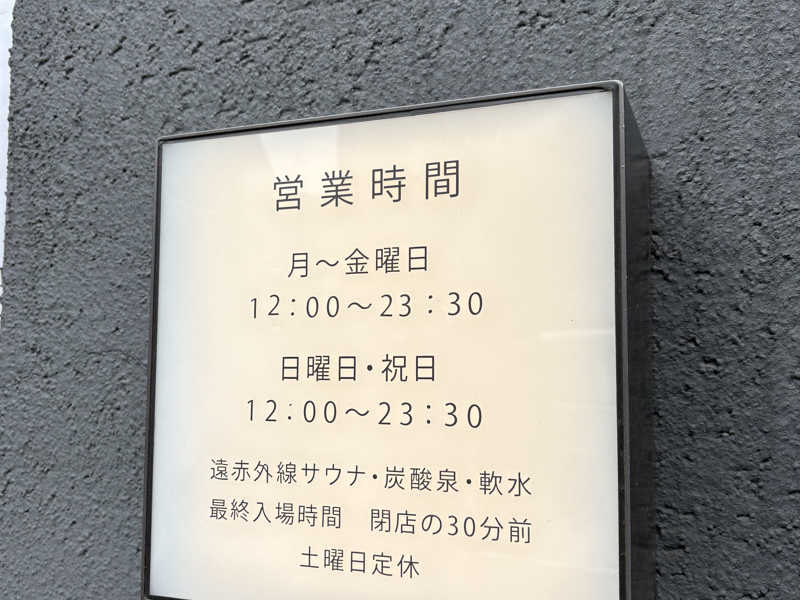 営業時間
月～金曜日
12：00～23：30
日曜日・祝日
12：00～23：30
遠赤外線サウナ・炭酸泉・軟水
最終入場時間　閉店の30分前
土曜日定休